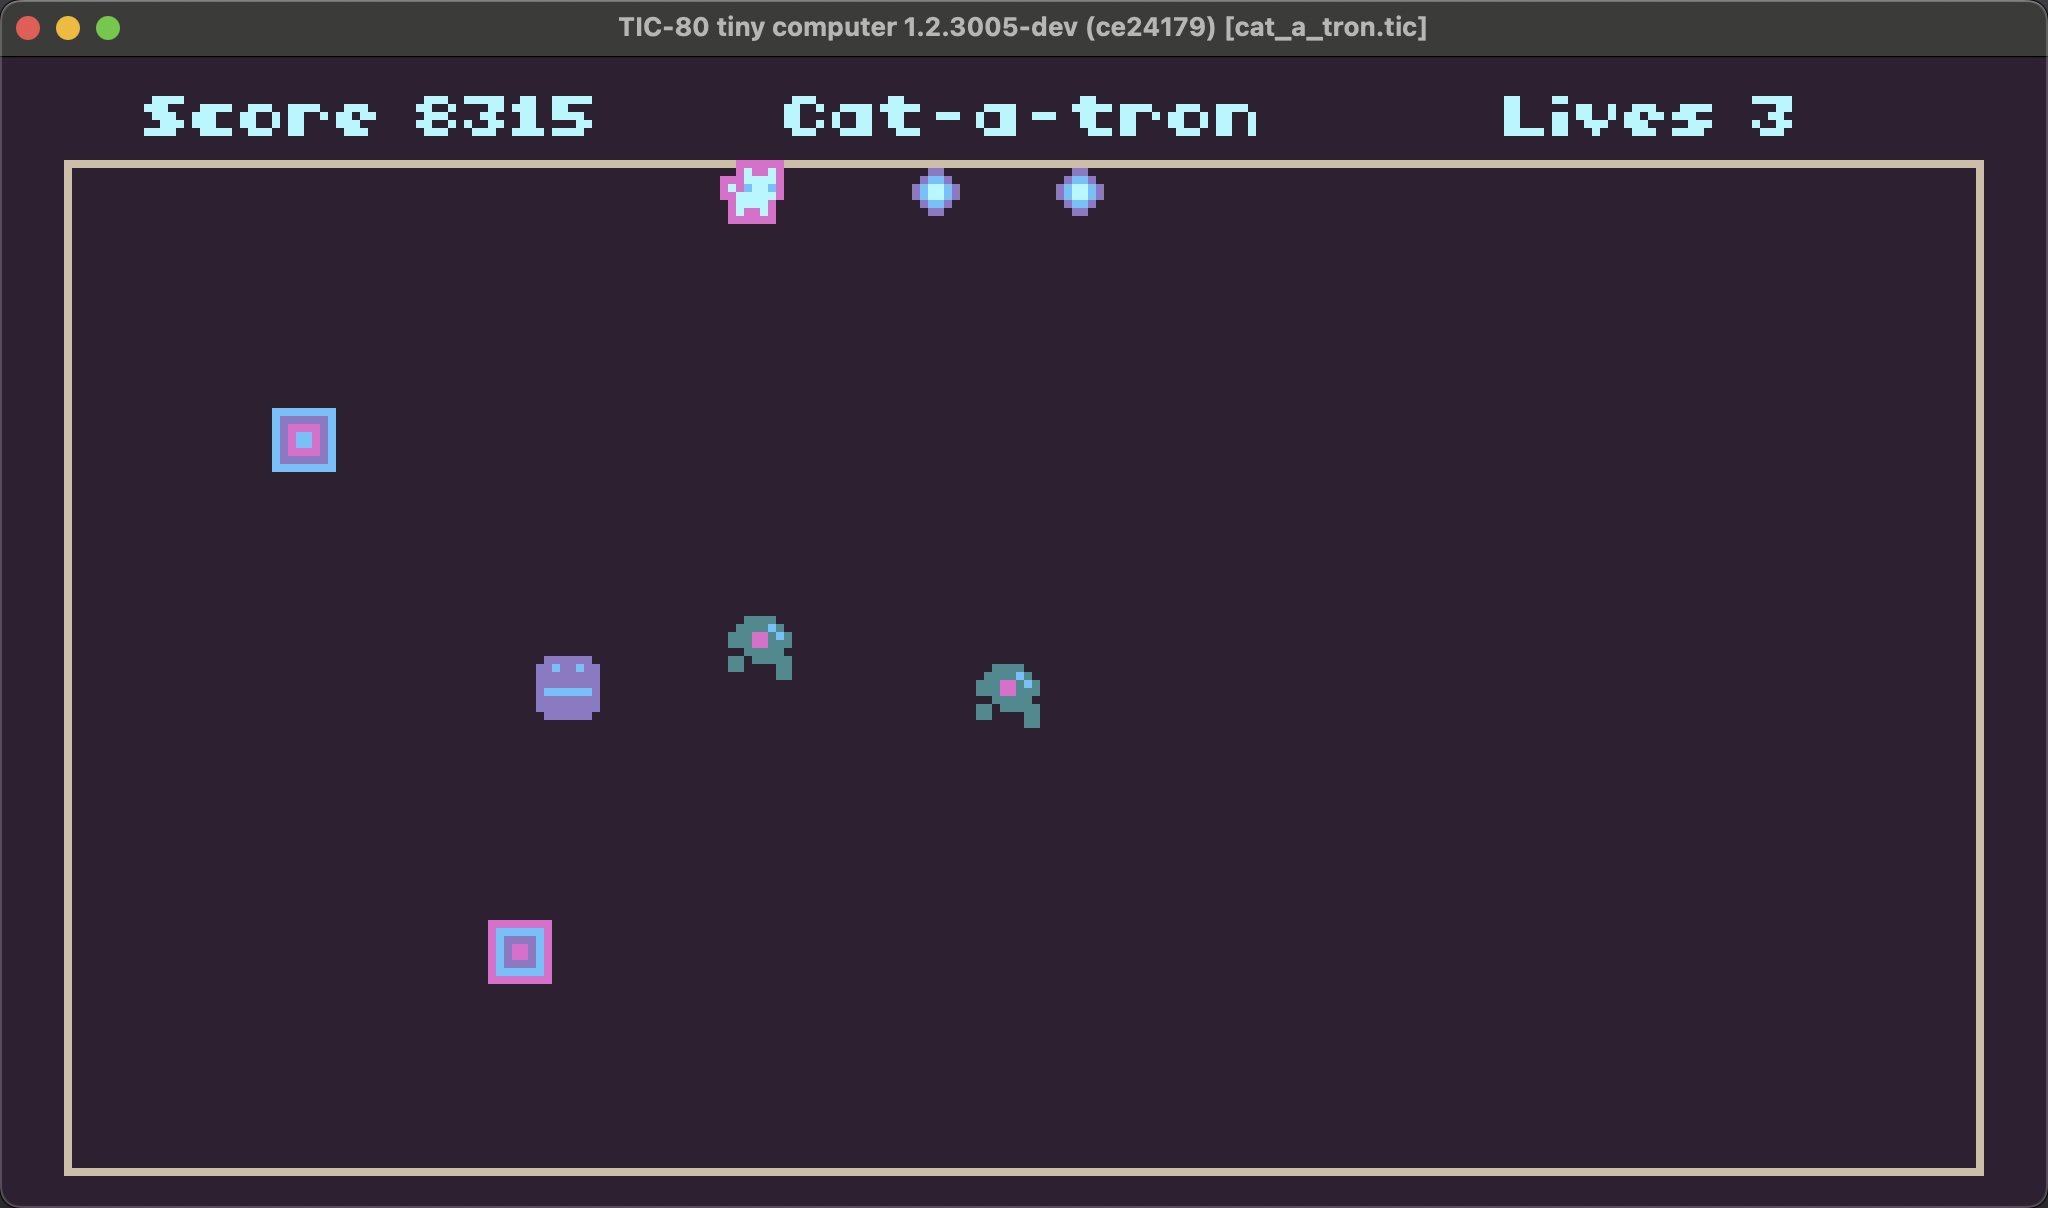 TIC-80 tiny computer 1.2.3005-dev (ce24179) [cat_a_tron.tic]
Score 8315 Cat-a-tron Lives 3